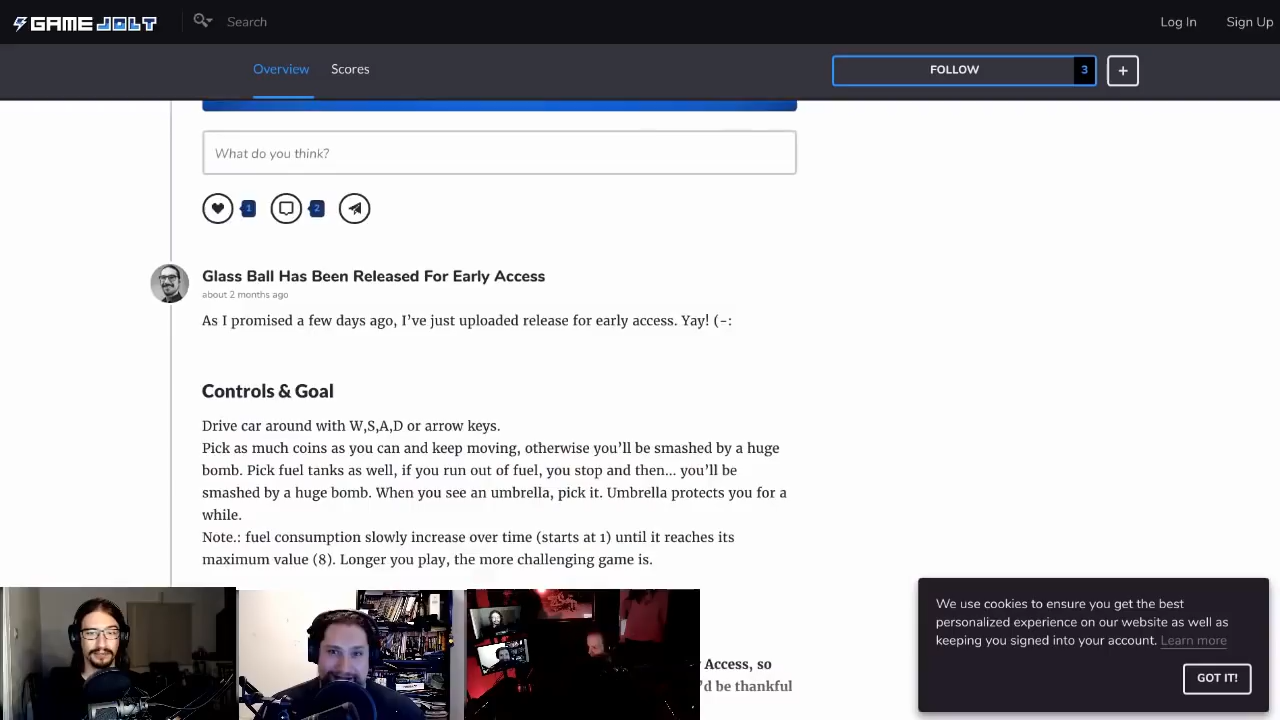 GAME JOLT
Search
Log In
Sign Up
Overview
Scores
FOLLOW
3
+
What do you think?
1
2
Glass Ball Has Been Released For Early Access
about 2 months ago
As I promised a few days ago, I’ve just uploaded release for early access. Yay! (-:
Controls & Goal
Drive car around with W,S,A,D or arrow keys.
Pick as much coins as you can and keep moving, otherwise you’ll be smashed by a huge
bomb. Pick fuel tanks as well, if you run out of fuel, you stop and then... you’ll be
smashed by a huge bomb. When you see an umbrella, pick it. Umbrella protects you for a
while.
Note.: fuel consumption slowly increase over time (starts at 1) until it reaches its
maximum value (8). Longer you play, the more challenging game is.
Access, so
’d be thankful
We use cookies to ensure you get the best
personalized experience on our website as well as
keeping you signed into your account. Learn more
GOT IT!